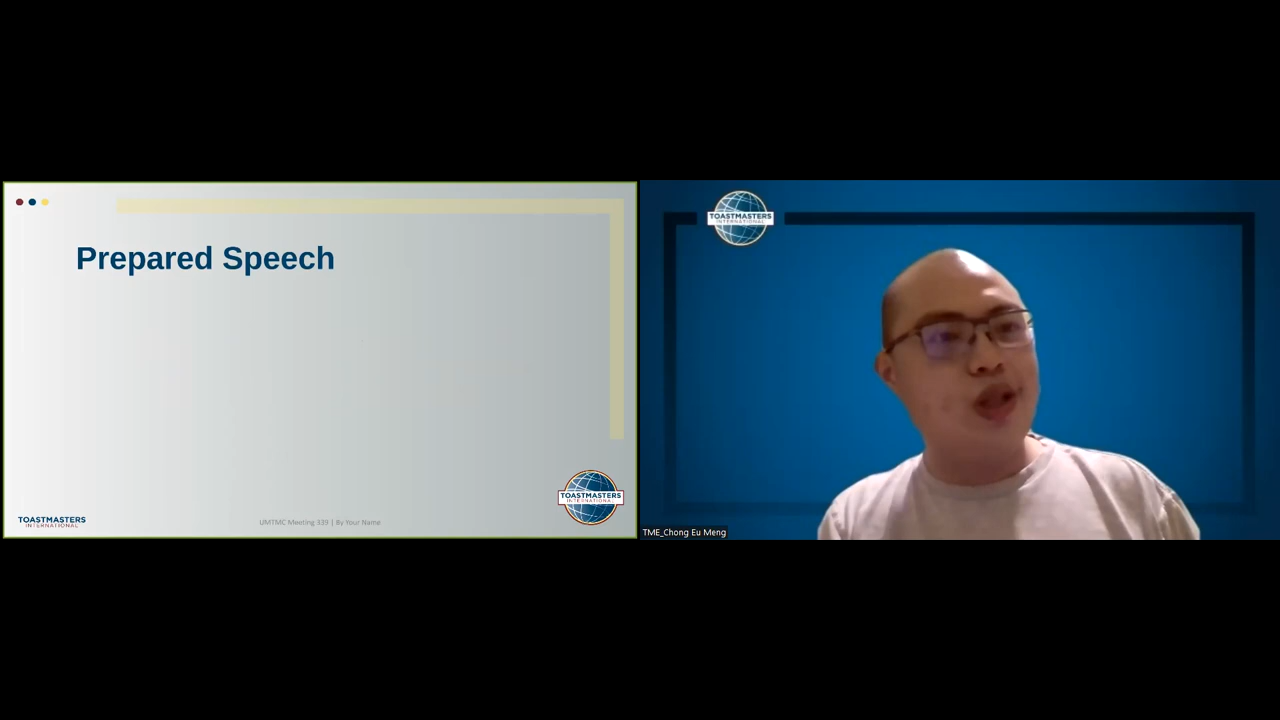 Prepared Speech
TOASTMASTERS
INTERNATIONAL
UMTMC Meeting 339 | By Your Name
TOASTMASTERS
INTERNATIONAL
TOASTMASTERS
INTERNATIONAL
TME_Chong Eu Meng